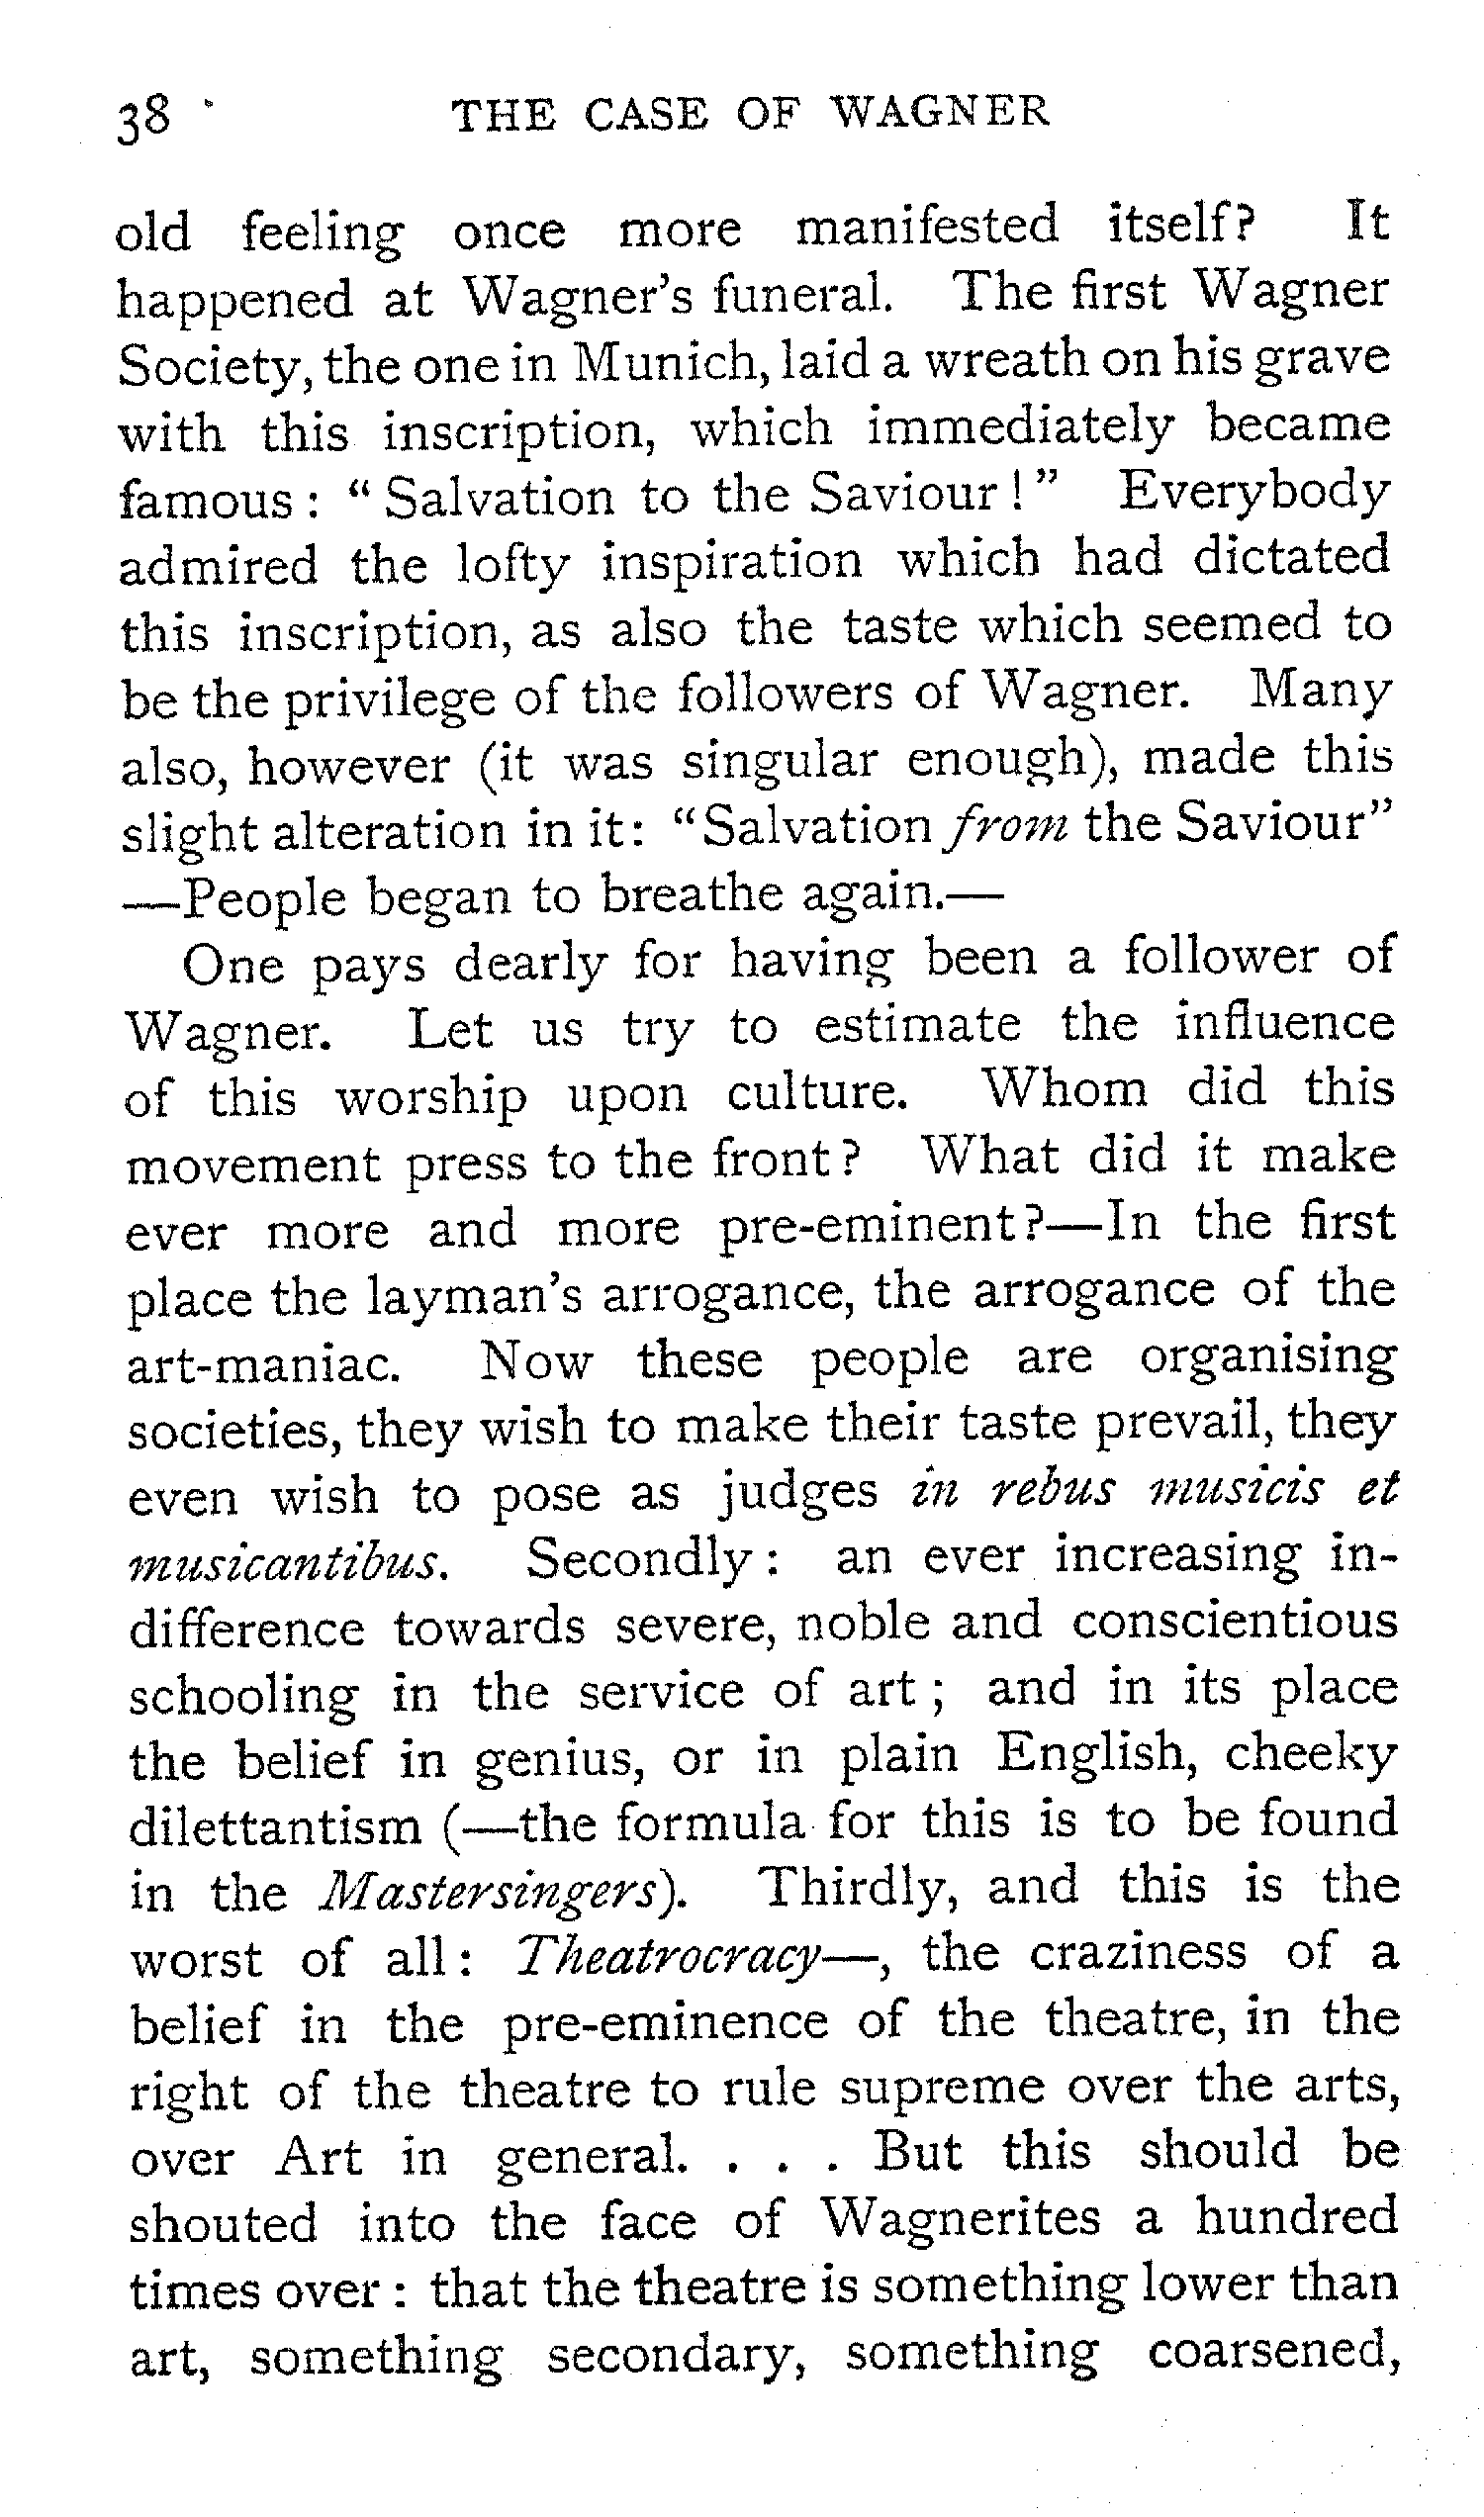 38 THE CASE OF WAGNER
old feeling once more manifested itself? It
happened at Wagner's funeral. The first Wagner
Society, the one in Munich, laid a wreath on his grave
with this inscription, which immediately became
famous : “ Salvation to the Saviour ! ” Everybody
admired the lofty inspiration which had dictated
this inscription, as also the taste which seemed to
be the privilege of the followers of Wagner. Many
also, however (it was singular enough), made this
slight alteration in it: “Salvation from the Saviour”
—People began to breathe again.—
One pays dearly for having been a follower of
Wagner. Let us try to estimate the influence
of this worship upon culture. Whom did this
movement press to the front ? What did it make
ever more and more pre-eminent ?—In the first
place the layman's arrogance, the arrogance of the
art-maniac. Now these people are organising
societies, they wish to make their taste prevail, they
even wish to pose as judges in rebus musicis et
musicantibus. Secondly : an ever increasing in-
difference towards severe, noble and conscientious
schooling in the service of art ; and in its place
the belief in genius, or in plain English, cheeky
dilettantism (—the formula for this is to be found
in the Mastersingers). Thirdly, and this is the
worst of all : Theatrocracy—, the craziness of a
belief in the pre-eminence of the theatre, in the
right of the theatre to rule supreme over the arts,
over Art in general. . . . But this should be
shouted into the face of Wagnerites a hundred
times over : that the theatre is something lower than
art, something secondary, something coarsened,